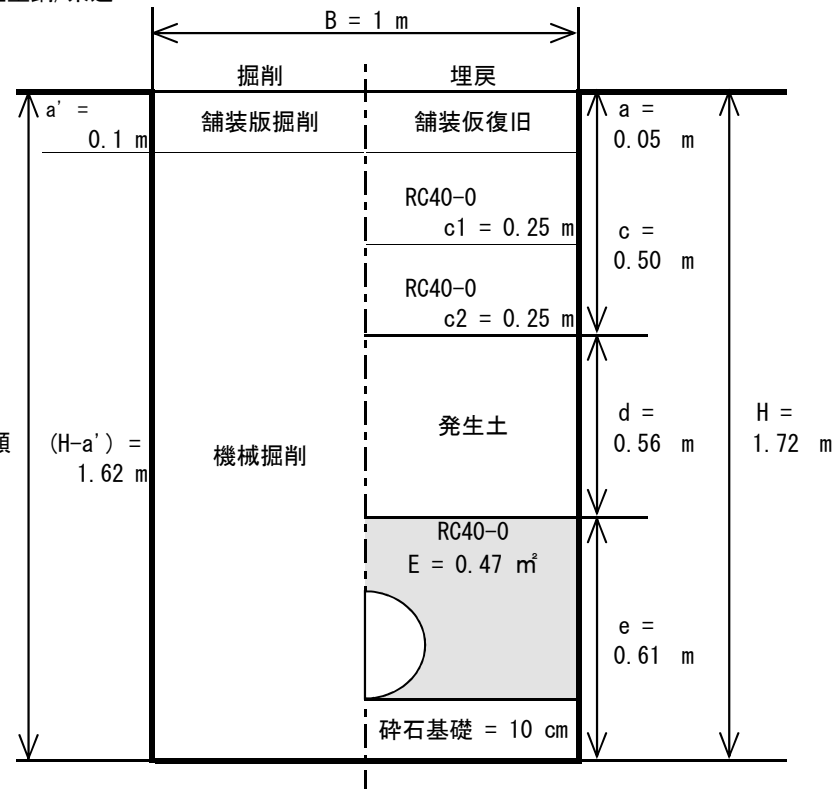 B = 1 m
掘削
埋戻
a' =
0.1 m
舗装版掘削
舗装仮復旧
a =
0.05 m
RC40-0
c1 = 0.25 m
c =
0.50 m
RC40-0
c2 = 0.25 m
(H-a') =
1.62 m
機械掘削
発生土
d =
0.56 m
H =
1.72 m
RC40-0
E = 0.47 ㎡
e =
0.61 m
砕石基礎 = 10 cm